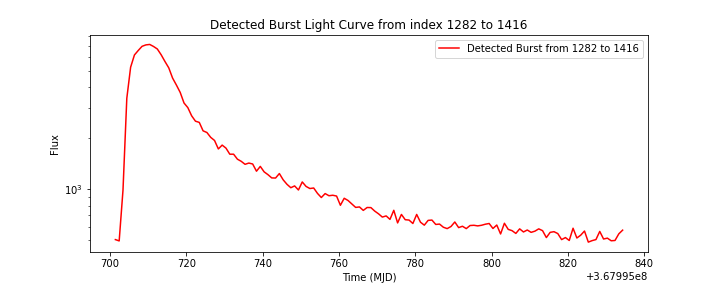 Detected Burst Light Curve from index 1282 to 1416
Detected Burst from 1282 to 1416
Flux
10³
700 720 740 760 780 800 820 840
Time (MJD)
+3.67995e8